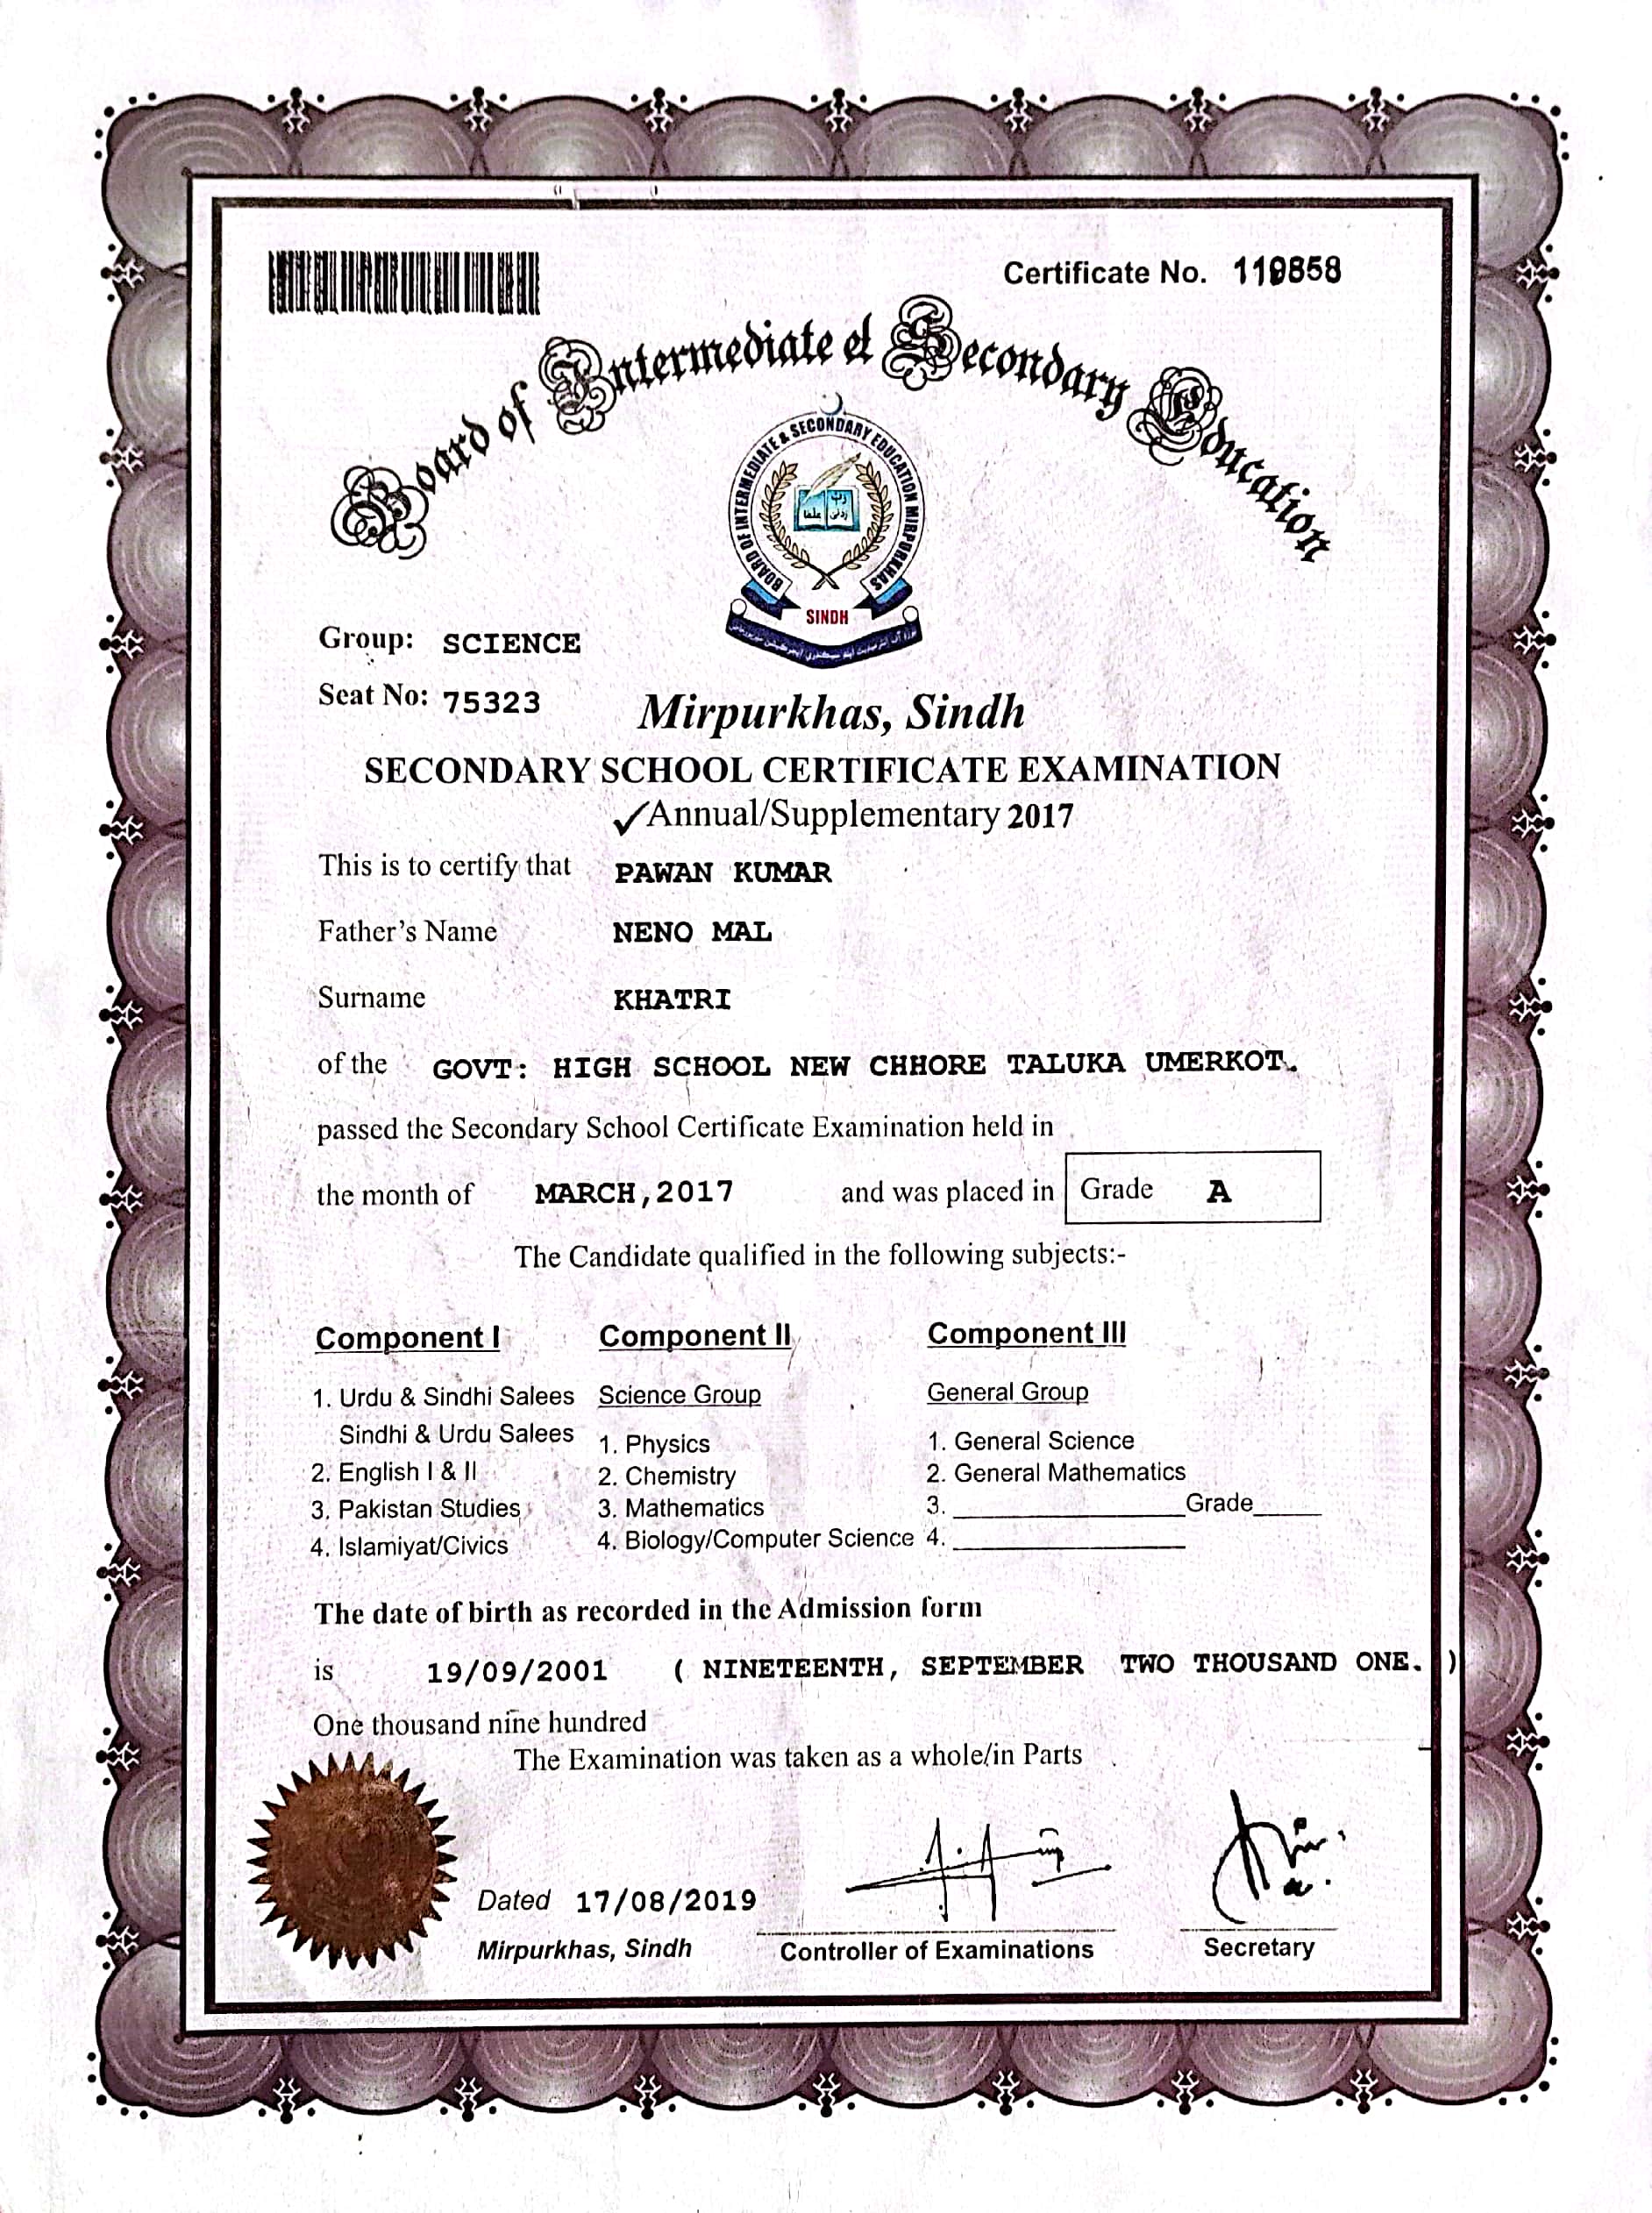 Certificate No. 119858
Board of Intermediate et Secondary Education
BOARD OF INTERMEDIATE & SECONDARY EDUCATION MIRPURKHAS
رب زدنی علما
SINDH
Group: SCIENCE
Seat No: 75323
Mirpurkhas, Sindh
SECONDARY SCHOOL CERTIFICATE EXAMINATION
✓Annual/Supplementary 2017
This is to certify that PAWAN KUMAR
Father's Name NENO MAL
Surname KHATRI
of the GOVT: HIGH SCHOOL NEW CHHORE TALUKA UMERKOT.
passed the Secondary School Certificate Examination held in
the month of MARCH,2017 and was placed in Grade A
The Candidate qualified in the following subjects:-
Component I Component II Component III
1. Urdu & Sindhi Salees Science Group General Group
Sindhi & Urdu Salees 1. Physics 1. General Science
2. English I & II 2. Chemistry 2. General Mathematics
3. Pakistan Studies 3. Mathematics 3. ____________Grade____
4. Islamiyat/Civics 4. Biology/Computer Science 4. ____________
The date of birth as recorded in the Admission form
is 19/09/2001 ( NINETEENTH, SEPTEMBER TWO THOUSAND ONE. )
One thousand nine hundred
The Examination was taken as a whole/in Parts
Dated 17/08/2019
Mirpurkhas, Sindh Controller of Examinations Secretary